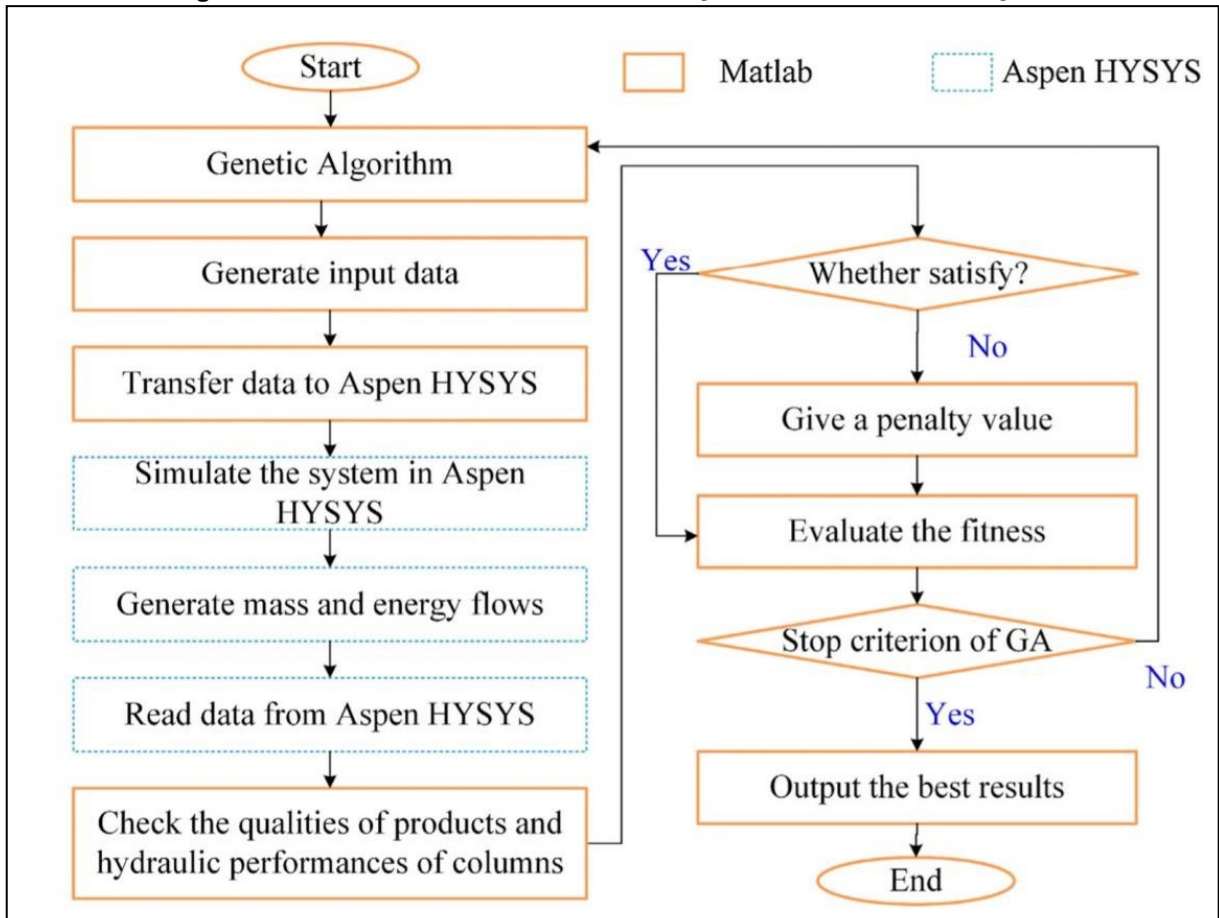 Start
Matlab
Aspen HYSYS
Genetic Algorithm
Generate input data
Transfer data to Aspen HYSYS
Simulate the system in Aspen
HYSYS
Generate mass and energy flows
Read data from Aspen HYSYS
Check the qualities of products and
hydraulic performances of columns
Whether satisfy?
Yes
No
Give a penalty value
Evaluate the fitness
Stop criterion of GA
No
Yes
Output the best results
End